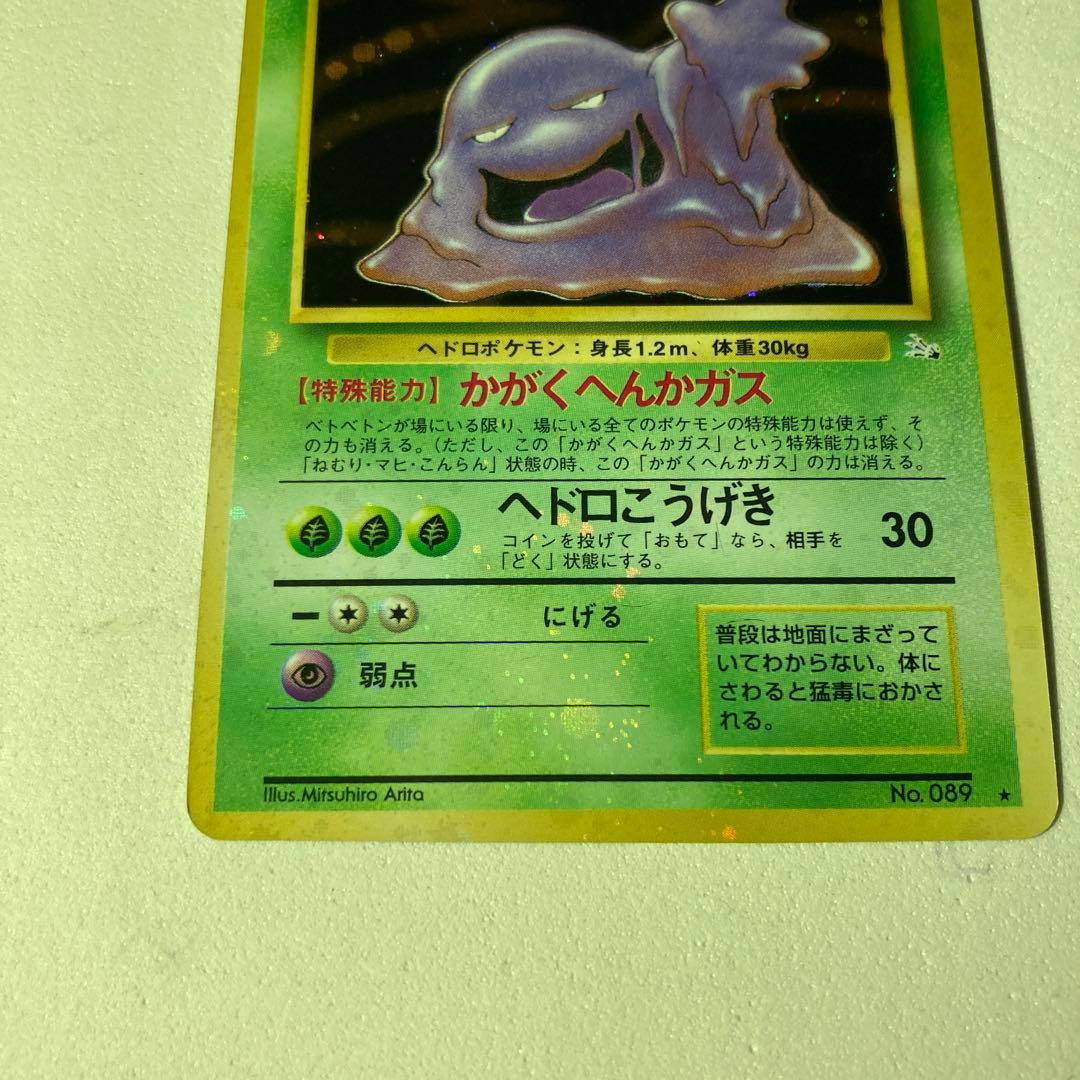 ヘドロポケモン：身長1.2m、体重30kg
【特殊能力】かがくへんかガス
ベトベトンが場にいる限り、場にいる全てのポケモンの特殊能力は使えず、そ
の力も消える。（ただし、この「かがくへんかガス」という特殊能力は除く）
「ねむり・マヒ・こんらん」状態の時、この「かがくへんかガス」の力は消える。
ヘドロこうげき 30
コインを投げて「おもて」なら、相手を
「どく」状態にする。
ー にげる
弱点
普段は地面にまざって
いてわからない。体に
さわると猛毒におかさ
れる。
Illus.Mitsuhiro Arita
No. 089 ★